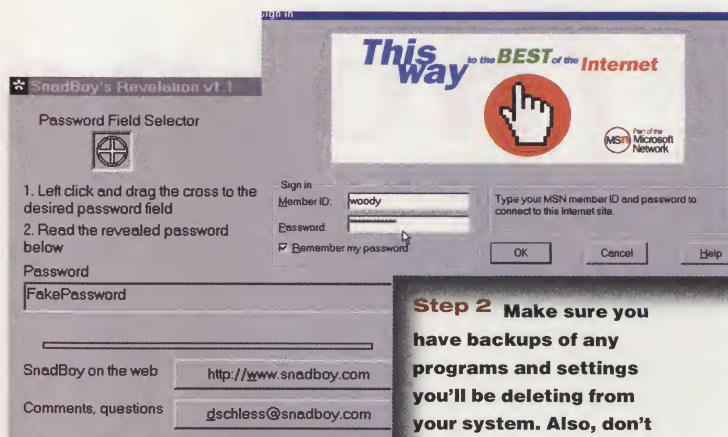 Sign in
This way to the BEST of the Internet
MSN Part of the Microsoft Network
SnadBoy's Revelation v1.1
Password Field Selector
1. Left click and drag the cross to the
desired password field
2. Read the revealed password
below
Password
FakePassword
SnadBoy on the web http://www.snadboy.com
Comments, questions dschless@snadboy.com
Sign in
Member ID: woody
Password:
Remember my password
Type your MSN member ID and password to
connect to this Internet site.
OK Cancel Help
Step 2 Make sure you
have backups of any
programs and settings
you'll be deleting from
your system. Also, don't